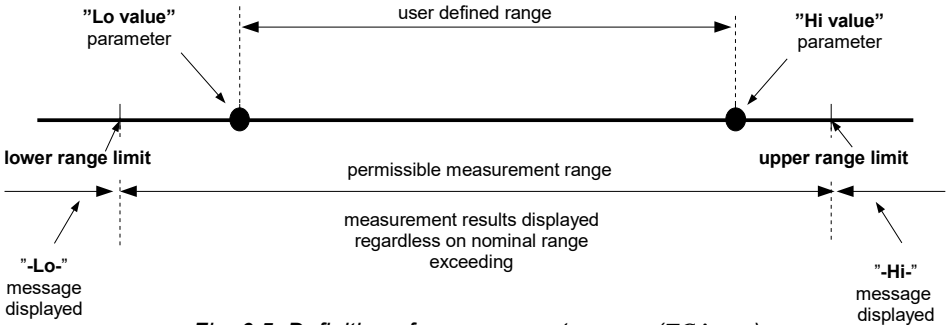 ”Lo value”
parameter
user defined range
”Hi value”
parameter
lower range limit
upper range limit
permissible measurement range
measurement results displayed
regardless on nominal range
exceeding
"-Lo-"
message
displayed
"-Hi-"
message
displayed